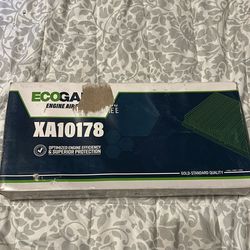 ECOGA
ENGINE AIR
XA10178
OPTIMIZED ENGINE EFFICIENCY
& SUPERIOR PROTECTION
GOLD-STANDARD QUALITY